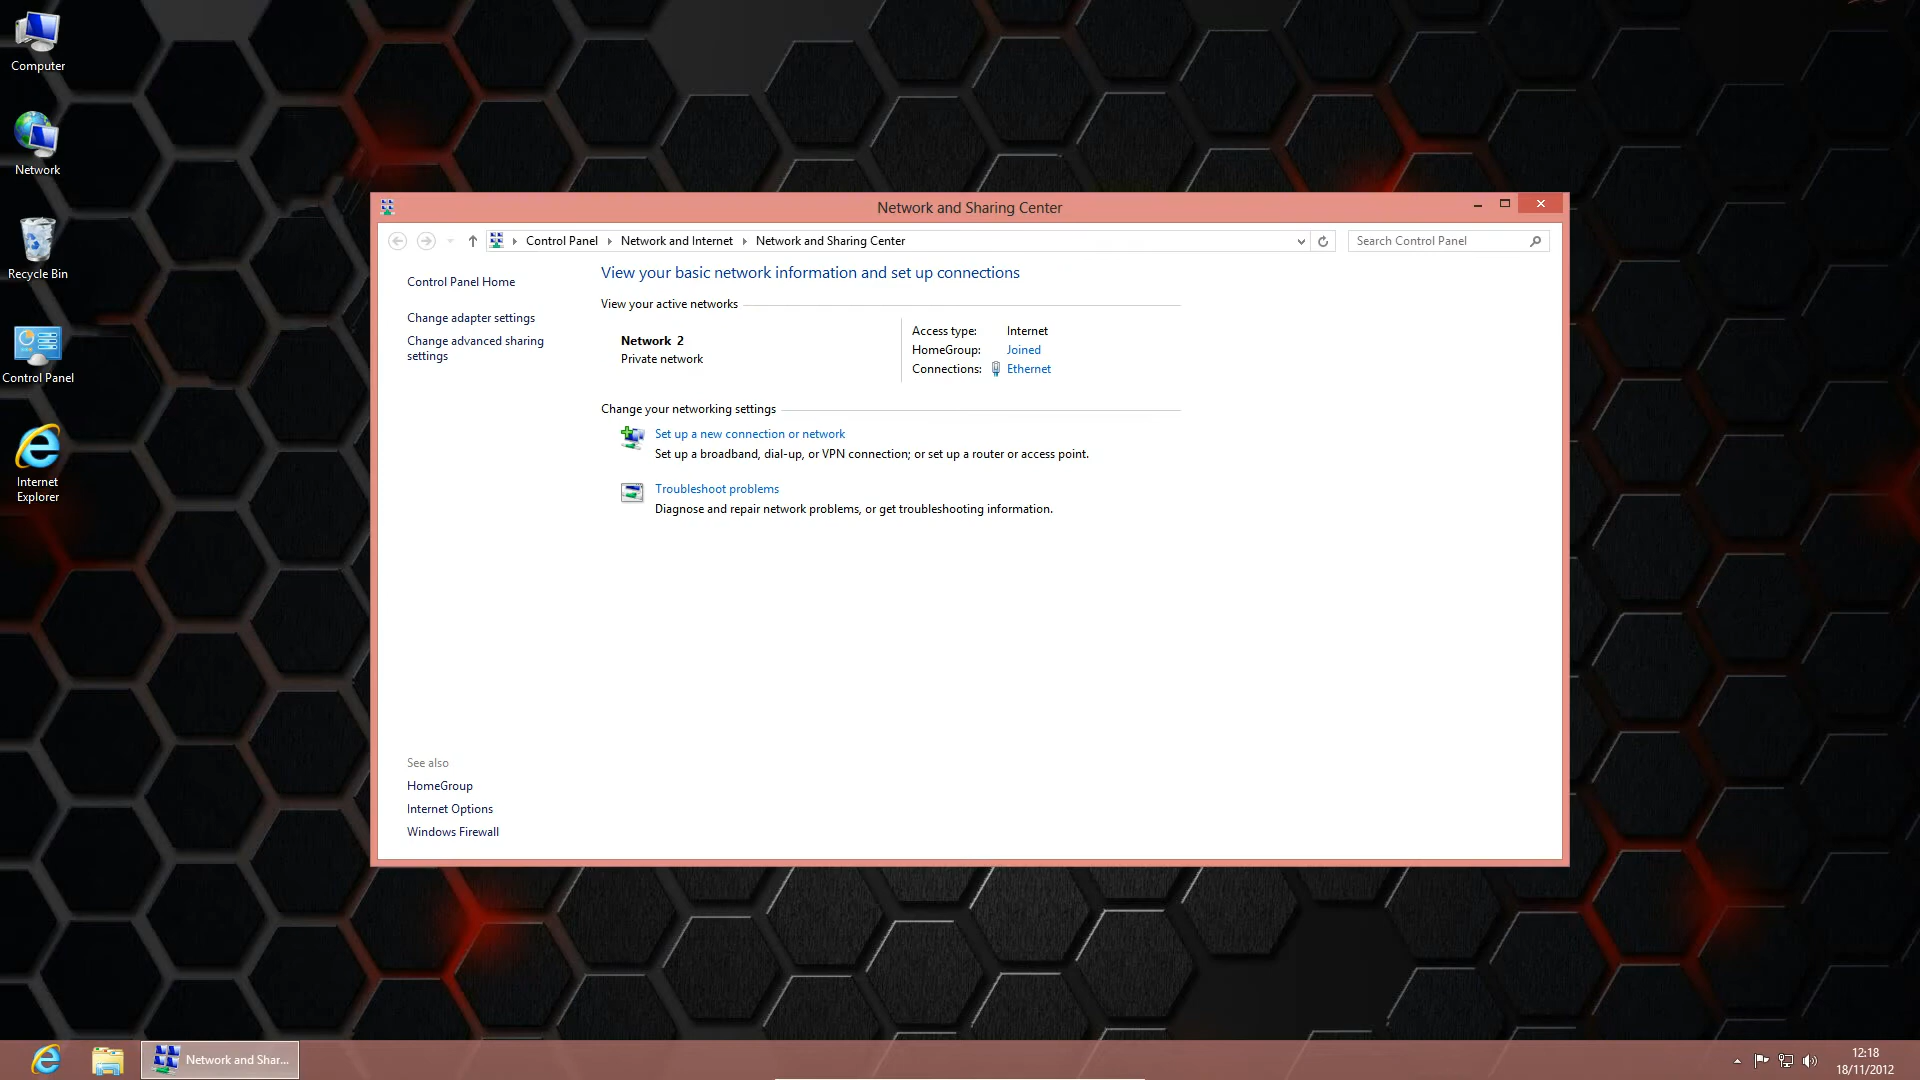 Computer
Network
Recycle Bin
Control Panel
Internet
Explorer
Network and Sharing Center
Control Panel
Network and Internet
Network and Sharing Center
Search Control Panel
Control Panel Home
Change adapter settings
Change advanced sharing
settings
See also
HomeGroup
Internet Options
Windows Firewall
View your basic network information and set up connections
View your active networks
Network 2
Private network
Access type: Internet
HomeGroup: Joined
Connections: Ethernet
Change your networking settings
Set up a new connection or network
Set up a broadband, dial-up, or VPN connection; or set up a router or access point.
Troubleshoot problems
Diagnose and repair network problems, or get troubleshooting information.
Network and Shar...
12:18
18/11/2012